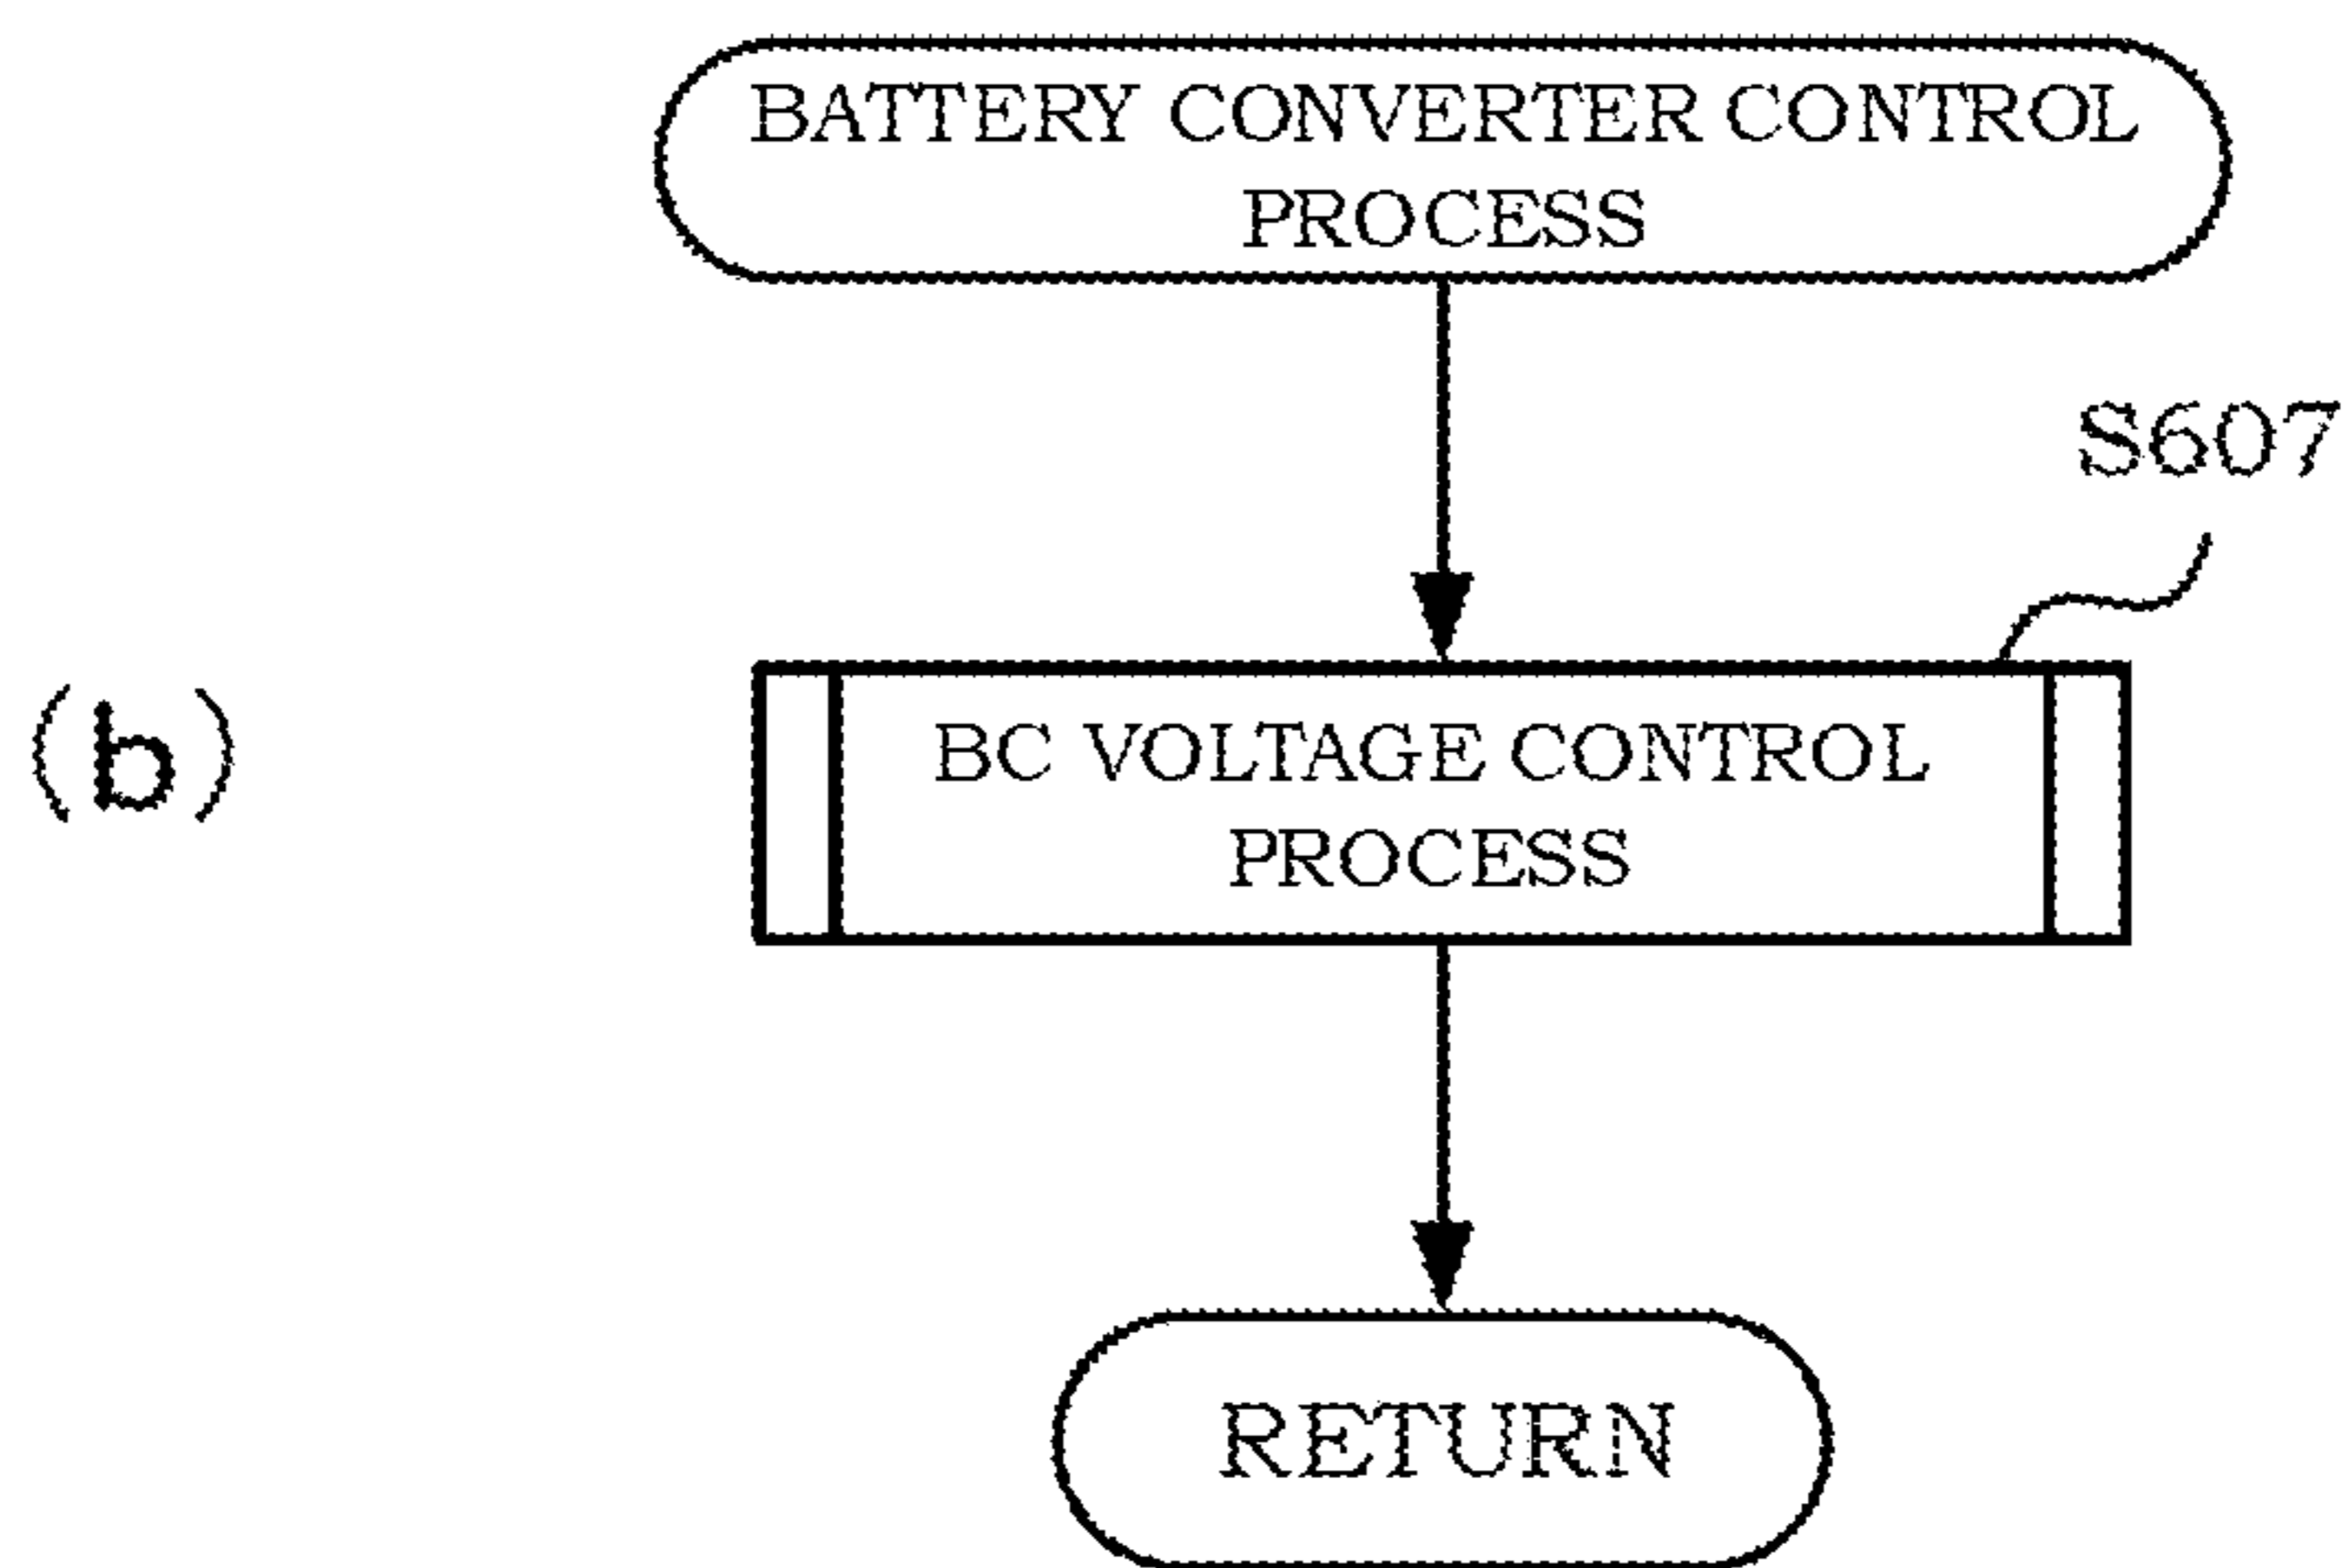 BATTERY CONVERTER CONTROL
PROCESS
S607
(b)
BC VOLTAGE CONTROL
PROCESS
RETURN